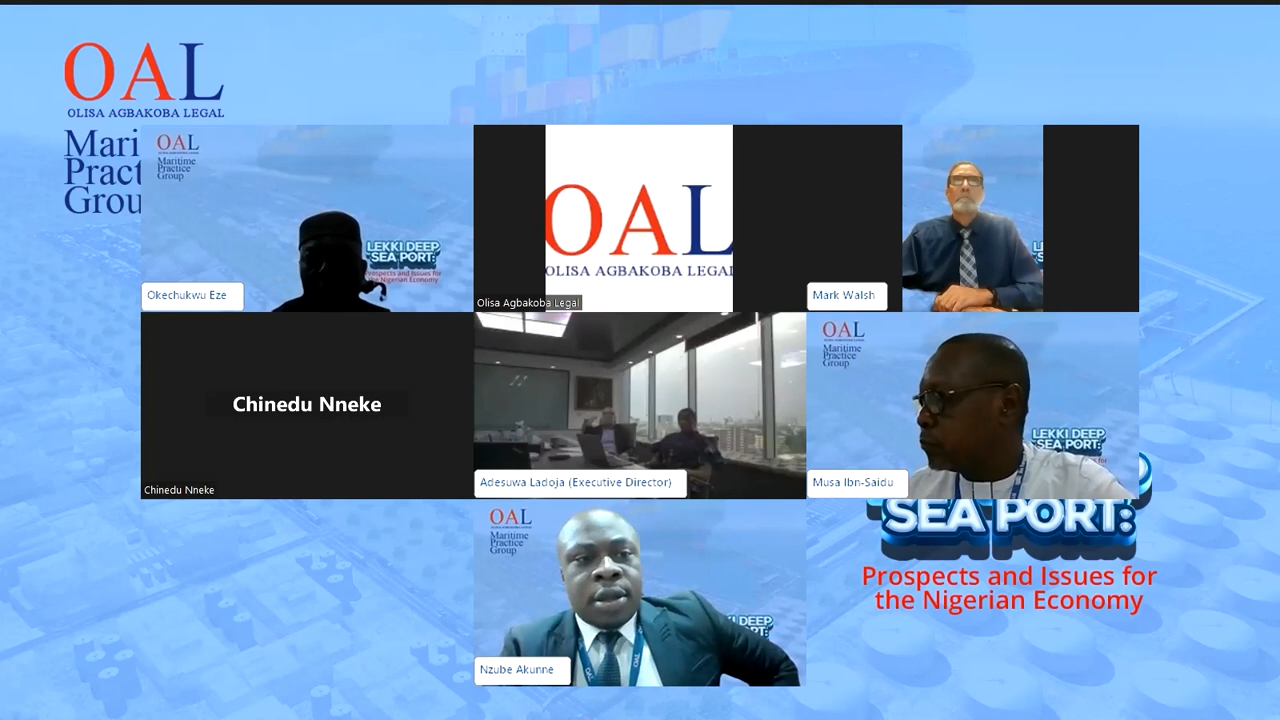 OAL
OLISA AGBAKOBA LEGAL
Mari
Pract
Grou
OAL
Maritime
Practice
Group
LEKKI DEEP
SEA PORT:
Prospects and Issues for
the Nigerian Economy
Okechukwu Eze
OAL
OLISA AGBAKOBA LEGAL
Olisa Agbakoba Legal
Mark Walsh
Chinedu Nneke
Chinedu Nneke
Adesuwa Ladoja (Executive Director)
OAL
Maritime
Practice
Group
LEKKI DEEP
SEA PORT:
Musa Ibn-Saidu
OAL
Maritime
Practice
Group
DEEP
OAL
Nzube Akunne
SEA PORT:
Prospects and Issues for
the Nigerian Economy